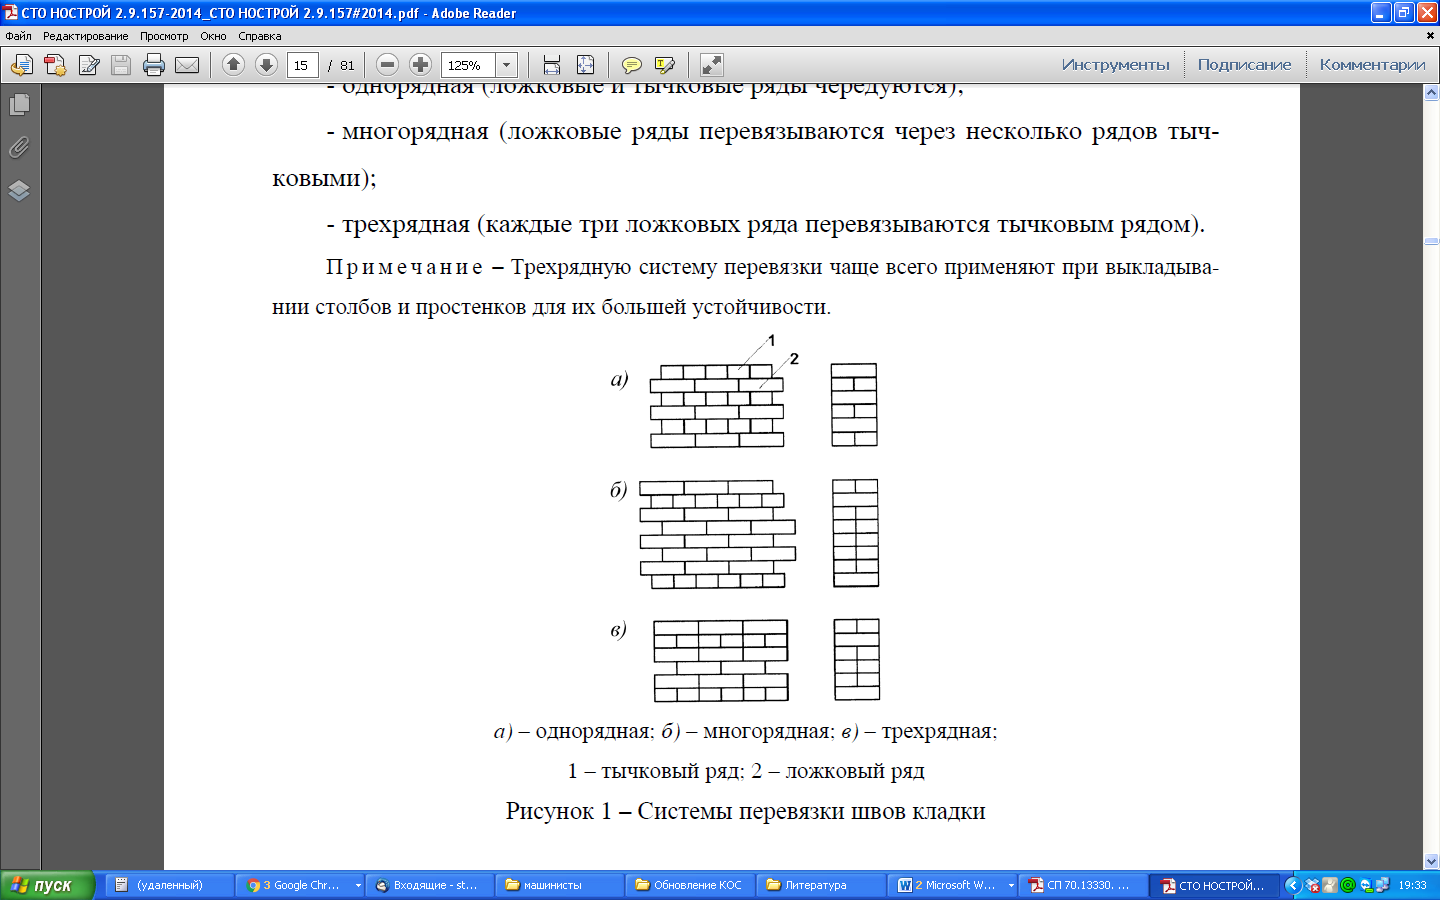 СТО НОСТРОЙ 2.9.157-2014_СТО НОСТРОЙ 2.9.157#2014.pdf - Adobe Reader
Файл Редактирование Просмотр Окно Справка
15 / 81 125% Инструменты Подписание Комментарии
- однорядная (ложковые и тычковые ряды чередуются);
- многорядная (ложковые ряды перевязываются через несколько рядов тыч-
ковыми);
- трехрядная (каждые три ложковых ряда перевязываются тычковым рядом).
Примечание – Трехрядную систему перевязки чаще всего применяют при выкладыва-
нии столбов и простенков для их большей устойчивости.
1
2
а)
б)
в)
а) – однорядная; б) – многорядная; в) – трехрядная;
1 – тычковый ряд; 2 – ложковый ряд
Рисунок 1 – Системы перевязки швов кладки
пуск (удаленный) 3 Google Chr... Входящие - st... машинисты Обновление КОС Литература 2 Microsoft W... СП 70.13330. ... СТО НОСТРОЙ... 19:33